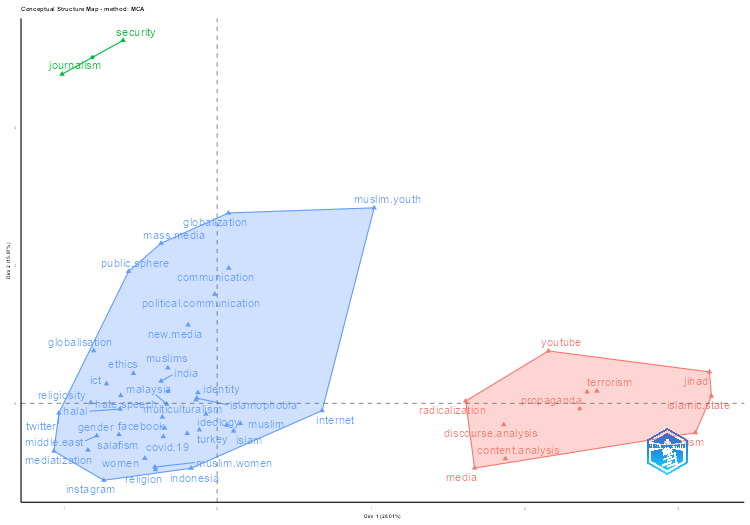 Conceptual Structure Map - method: MCA
security
journalism
muslim.youth
globalization
mass.media
public.sphere
communication
political.communication
new.media
globalisation
muslims
youtube
ethics
india
ict
terrorism
jihad
religiosity
malaysia
identity
propaganda
hate.speech
islamophobia
islamic.state
halal
multiculturalism
radicalization
internet
twitter
gender
facebook
ideology
muslim
discourse.analysis
middle.east
salafism
covid.19
turkey
islam
content.analysis
mediatization
women
muslim.women
media
religion
indonesia
instagram
Dim 1 (28.61%)